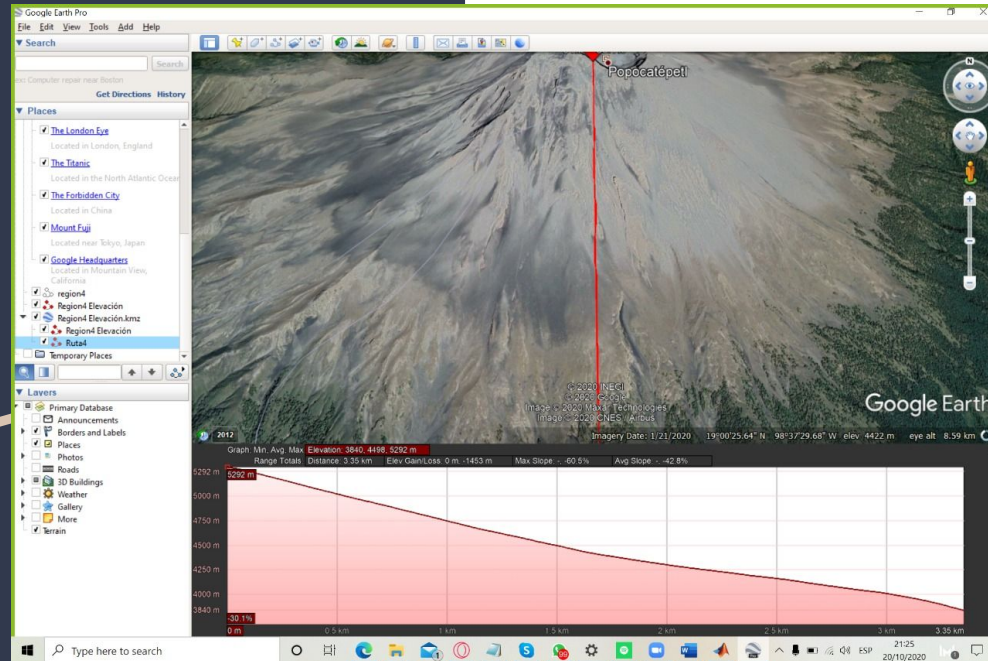 Google Earth Pro
File Edit View Tools Add Help
Search
Search
ex: Computer repair near Boston
Get Directions History
Places
The London Eye
Located in London, England
The Titanic
Located in the North Atlantic Ocean
The Forbidden City
Located in China
Mount Fuji
Located near Tokyo, Japan
Google Headquarters
Located in Mountain View,
California
region4
Region4 Elevación
Region4 Elevación.kmz
Region4 Elevación
Ruta4
Temporary Places
Layers
Primary Database
Announcements
Borders and Labels
Places
Photos
Roads
3D Buildings
Weather
Gallery
More
Terrain
Popocatépetl
N
© 2020 INEGI
© 2020 Google
Image © 2020 Maxar Technologies
Image © 2020 CNES / Airbus
Google Earth
2012
Imagery Date: 1/21/2020 19°00'25.64" N 98°37'29.68" W elev 4422 m eye alt 8.59 km
Graph: Min, Avg, Max Elevation: 3840, 4498, 5292 m
Range Totals: Distance: 3.35 km Elev Gain/Loss: 0 m, -1453 m Max Slope: -, -60.5% Avg Slope: -, -42.8%
5292 m
5292 m
5000 m
4750 m
4500 m
4250 m
4000 m
3840 m
-30.1%
0 m 0.5 km 1 km 1.5 km 2 km 2.5 km 3 km 3.35 km
Type here to search
99
ESP
21:25
20/10/2020